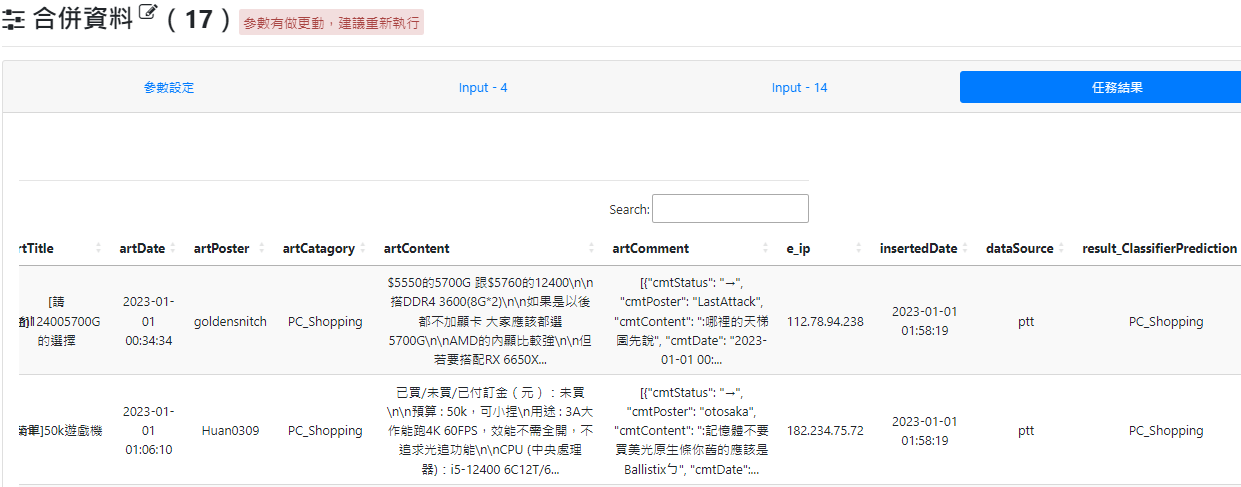 合併資料 ( 17 ) 參數有做更動，建議重新執行
參數設定 Input - 4 Input - 14 任務結果
Search:
rtTitle artDate artPoster artCatagory artContent artComment e_ip insertedDate dataSource result_ClassifierPrediction
[請
124005700G
的選擇
2023-01-
01
00:34:34
goldensnitch
PC_Shopping
$5550的5700G 跟$5760的12400\n\n
搭DDR4 3600(8G*2)\n\n如果是以後
都不加顯卡 大家應該都選
5700G\n\nAMD的內顯比較強\n\n但
若要搭配RX 6650X...
[{"cmtStatus": "→",
"cmtPoster": "LastAttack",
"cmtContent": ":哪裡的天梯
圖先說", "cmtDate": "2023-
01-01 00:...
112.78.94.238
2023-01-01
01:58:19
ptt
PC_Shopping
]50k遊戲機
2023-01-
01
01:06:10
Huan0309
PC_Shopping
已買/未買/已付訂金（元）：未買
\n\n預算 : 50k，可小捏\n用途 : 3A大
作能跑4K 60FPS，效能不需全開，不
追求光追功能\n\nCPU (中央處理
器)：i5-12400 6C12T/6...
[{"cmtStatus": "→",
"cmtPoster": "otosaka",
"cmtContent": ":記憶體不要
買美光原生條你舊的應該是
Ballistixㄅ", "cmtDate":...
182.234.75.72
2023-01-01
01:58:19
ptt
PC_Shopping